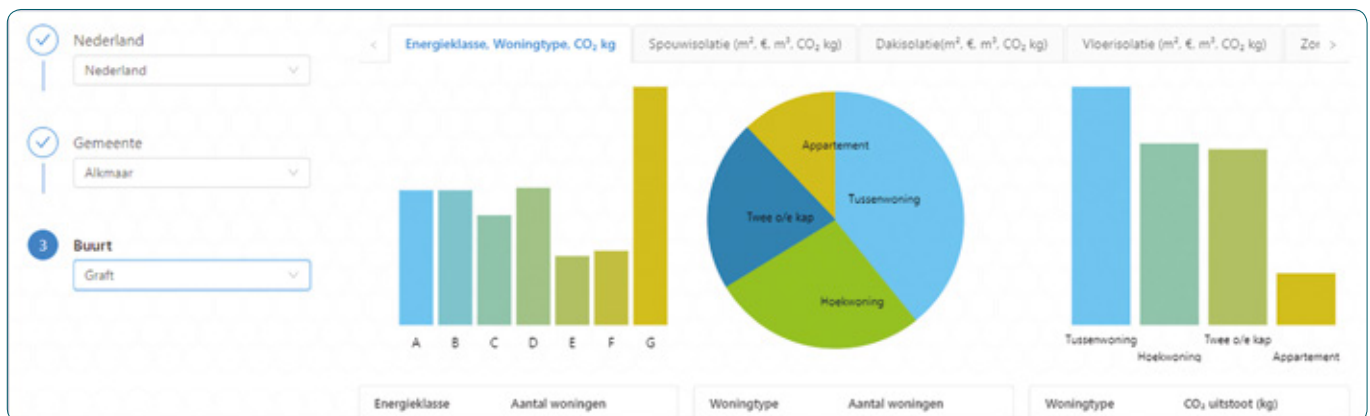 Nederland
Nederland
Gemeente
Alkmaar
3 Buurt
Graft
Energieklasse, Woningtype, CO₂ kg
Spouwisolatie (m², €, m³, CO₂ kg)
Dakisolatie(m², €, m³, CO₂ kg)
Vloerisolatie (m², €, m³, CO₂ kg)
A B C D E F G
Appartement
Tussenwoning
Twee o/e kap
Hoekwoning
Tussenwoning
Hoekwoning
Twee o/e kap
Appartement
Energieklasse Aantal woningen
Woningtype Aantal woningen
Woningtype CO₂ uitstoot (kg)